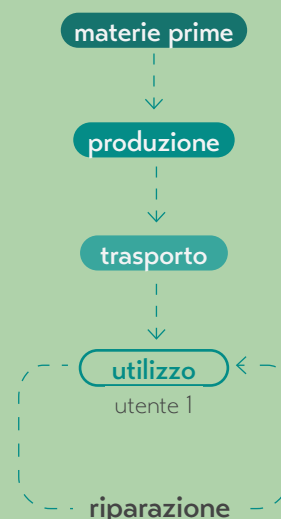 materie prime
produzione
trasporto
utilizzo
utente 1
riparazione